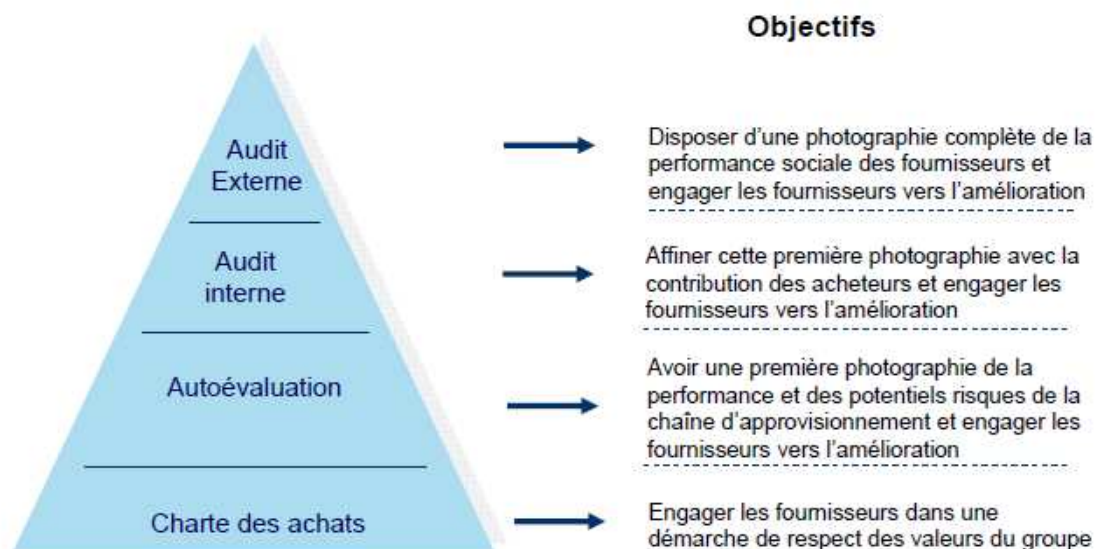 Objectifs
Audit
Externe
Disposer d'une photographie complète de la
performance sociale des fournisseurs et
engager les fournisseurs vers l'amélioration
Audit
interne
Affiner cette première photographie avec la
contribution des acheteurs et engager les
fournisseurs vers l'amélioration
Autoévaluation
Avoir une première photographie de la
performance et des potentiels risques de la
chaîne d'approvisionnement et engager les
fournisseurs vers l'amélioration
Charte des achats
Engager les fournisseurs dans une
démarche de respect des valeurs du groupe